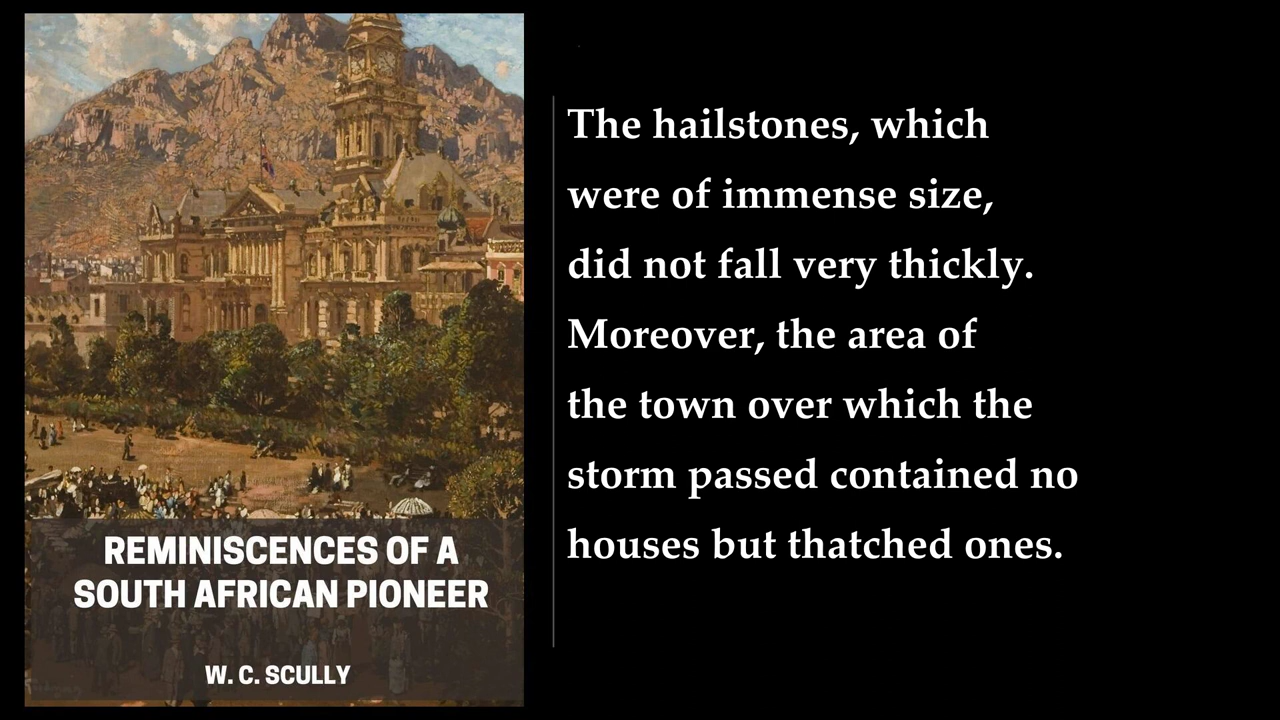 REMINISCENCES OF A
SOUTH AFRICAN PIONEER
W. C. SCULLY
The hailstones, which
were of immense size,
did not fall very thickly.
Moreover, the area of
the town over which the
storm passed contained no
houses but thatched ones.